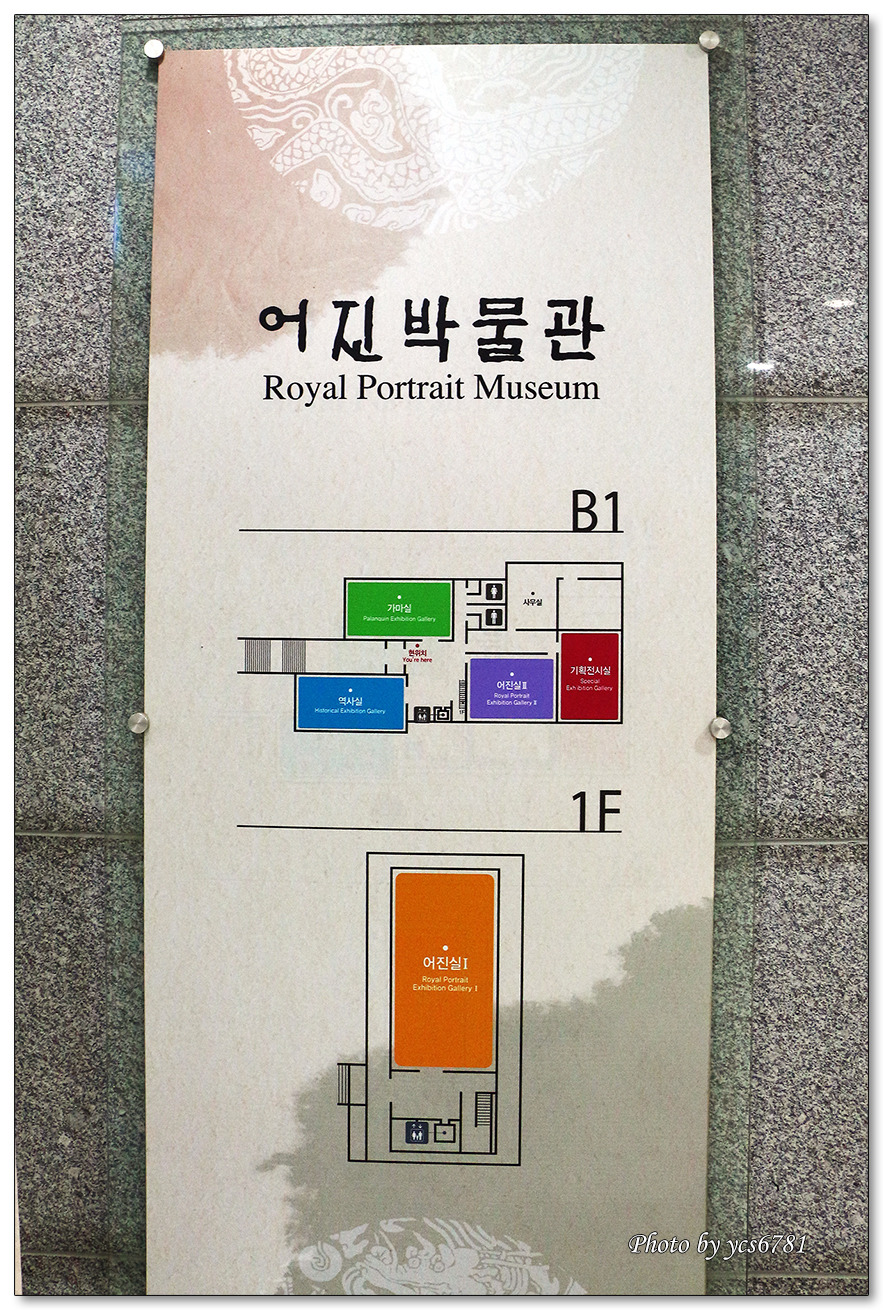 어진박물관
Royal Portrait Museum
B1
가마실
Palanquin Exhibition Gallery
사무실
현위치
You're here
기획전시실
Special
Exhibition Gallery
어진실 II
Royal Portrait
Exhibition Gallery II
역사실
Historical Exhibition Gallery
1F
어진실 I
Royal Portrait
Exhibition Gallery I
Photo by ycs6781